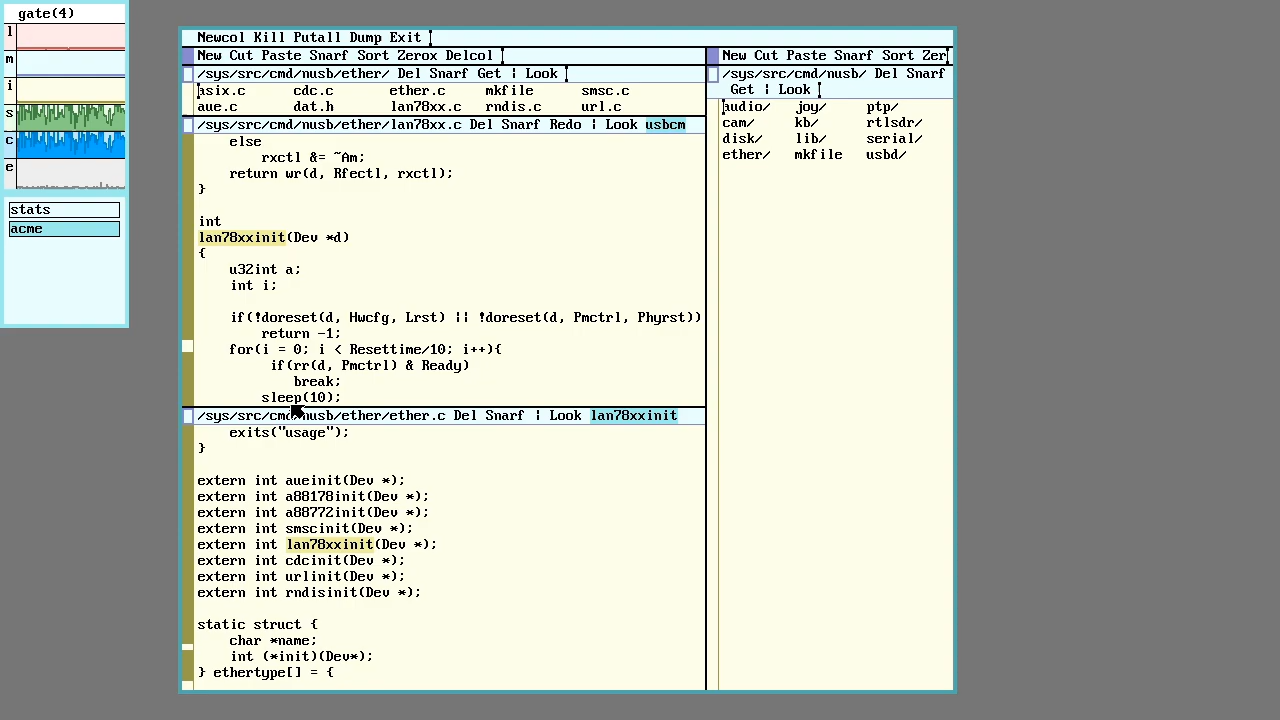 gate(4)
l
m
i
s
c
e
stats
acme
Newcol Kill Putall Dump Exit
New Cut Paste Snarf Sort Zerox Delcol
/sys/src/cmd/nusb/ether/ Del Snarf Get | Look
asix.c cdc.c ether.c mkfile smsc.c
aue.c dat.h lan78xx.c rndis.c url.c
/sys/src/cmd/nusb/ether/lan78xx.c Del Snarf Redo | Look usbcm
else
rxctl &= ~Am;
return wr(d, Rfectl, rxctl);
}
int
lan78xxinit(Dev *d)
{
u32int a;
int i;
if(!doreset(d, Hwcfg, Lrst) || !doreset(d, Pmctrl, Phyrst))
return -1;
for(i = 0; i < Resettime/10; i++){
if(rr(d, Pmctrl) & Ready)
break;
sleep(10);
/sys/src/cmd/nusb/ether/ether.c Del Snarf | Look lan78xxinit
exits("usage");
}
extern int aueinit(Dev *);
extern int a88178init(Dev *);
extern int a88772init(Dev *);
extern int smscinit(Dev *);
extern int lan78xxinit(Dev *);
extern int cdcinit(Dev *);
extern int urlinit(Dev *);
extern int rndisinit(Dev *);
static struct {
char *name;
int (*init)(Dev*);
} ethertype[] = {
New Cut Paste Snarf Sort Zer
/sys/src/cmd/nusb/ Del Snarf
Get | Look
audio/ joy/ ptp/
cam/ kb/ rtlsdr/
disk/ lib/ serial/
ether/ mkfile usbd/